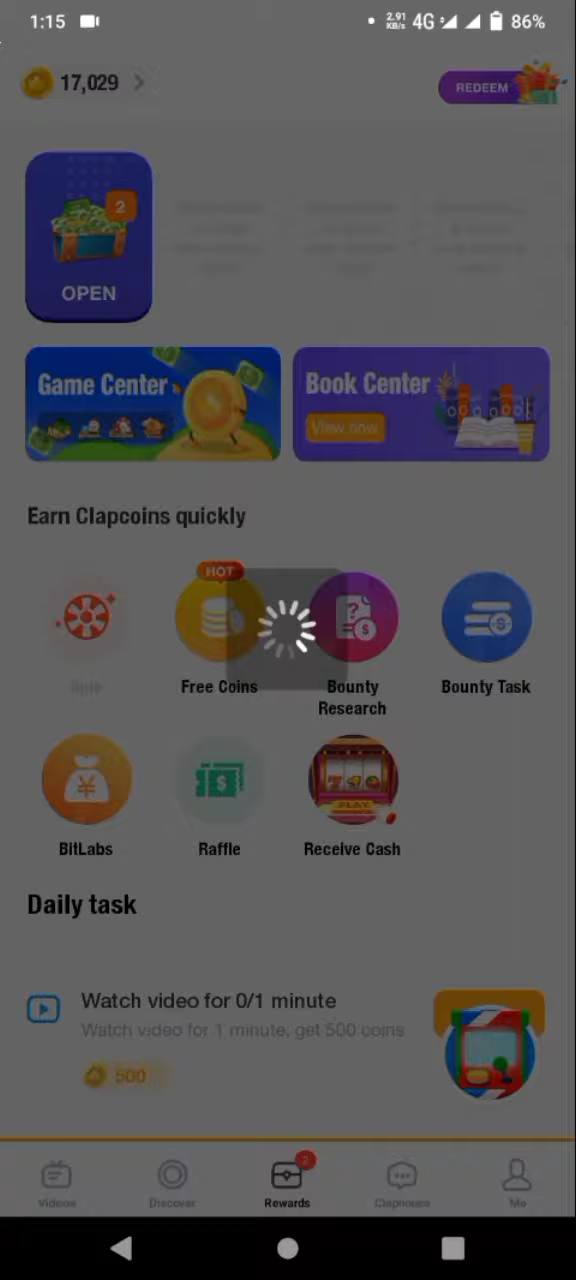 1:15
2.91
KB/s
4G
86%
17,029
REDEEM
2
OPEN
Game Center
Book Center
View now
Earn Clapcoins quickly
HOT
Free Coins
Bounty
Research
Bounty Task
BitLabs
Raffle
PLAY
Receive Cash
Daily task
Watch video for 0/1 minute
Watch video for 1 minute, get 500 coins
500
2
Videos
Discover
Rewards
Claphouse
Me